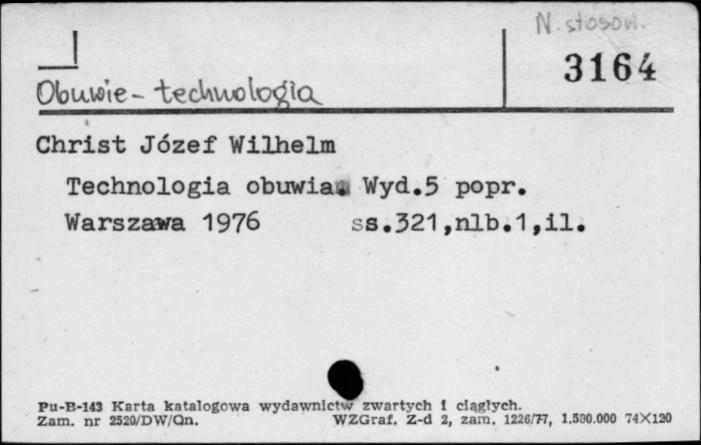 N. stosow.
3164
Obuwie - technologia
Christ Józef Wilhelm
Technologia obuwia. Wyd.5 popr.
Warszawa 1976 ss.321,nlb.1,il.
Pu-B-143 Karta katalogowa wydawnictw zwartych i ciągłych.
Zam. nr 2520/DW/Qn. WZGraf. Z-d 2, zam. 1226/77, 1.500.000 74X120